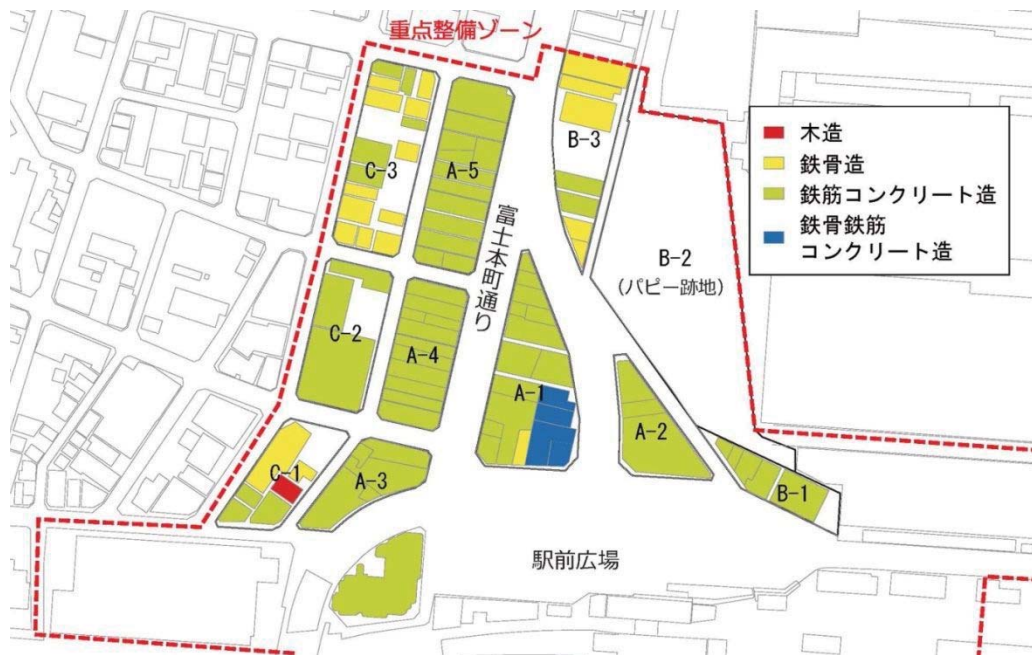 重点整備ゾーン
木造
鉄骨造
鉄筋コンクリート造
鉄骨鉄筋
コンクリート造
B-3
C-3
A-5
富士本町通り
B-2
(パピー跡地)
C-2
A-4
A-1
A-2
C-1
A-3
B-1
駅前広場